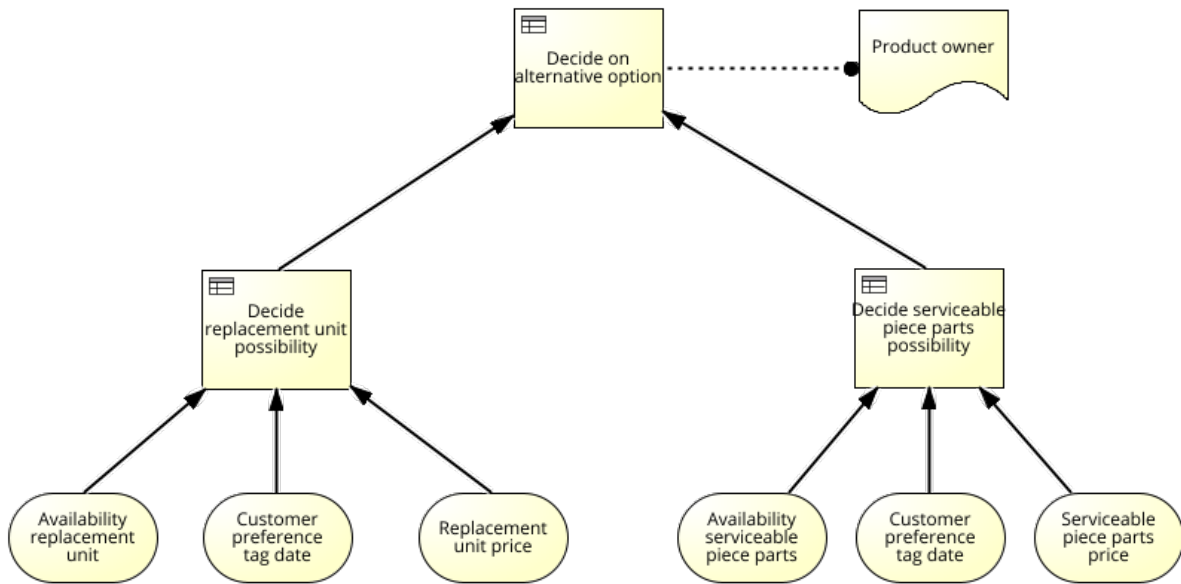 Decide on
alternative option
Product owner
Decide
replacement unit
possibility
Decide serviceable
piece parts
possibility
Availability
replacement
unit
Customer
preference
tag date
Replacement
unit price
Availability
serviceable
piece parts
Customer
preference
tag date
Serviceable
piece parts
price